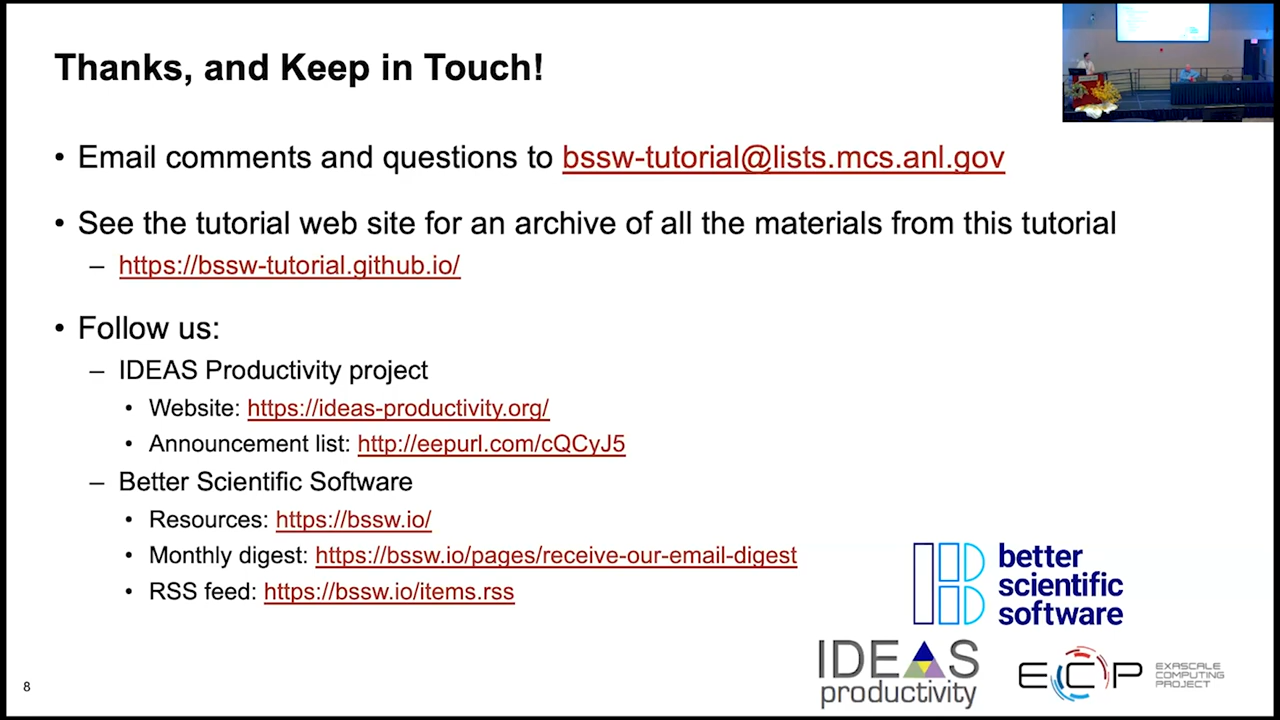 Thanks, and Keep in Touch!
• Email comments and questions to bssw-tutorial@lists.mcs.anl.gov
• See the tutorial web site for an archive of all the materials from this tutorial
– https://bssw-tutorial.github.io/
• Follow us:
– IDEAS Productivity project
• Website: https://ideas-productivity.org/
• Announcement list: http://eepurl.com/cQCyJ5
– Better Scientific Software
• Resources: https://bssw.io/
• Monthly digest: https://bssw.io/pages/receive-our-email-digest
• RSS feed: https://bssw.io/items.rss
better
scientific
software
IDEAS
productivity
ECP
EXASCALE
COMPUTING
PROJECT
8